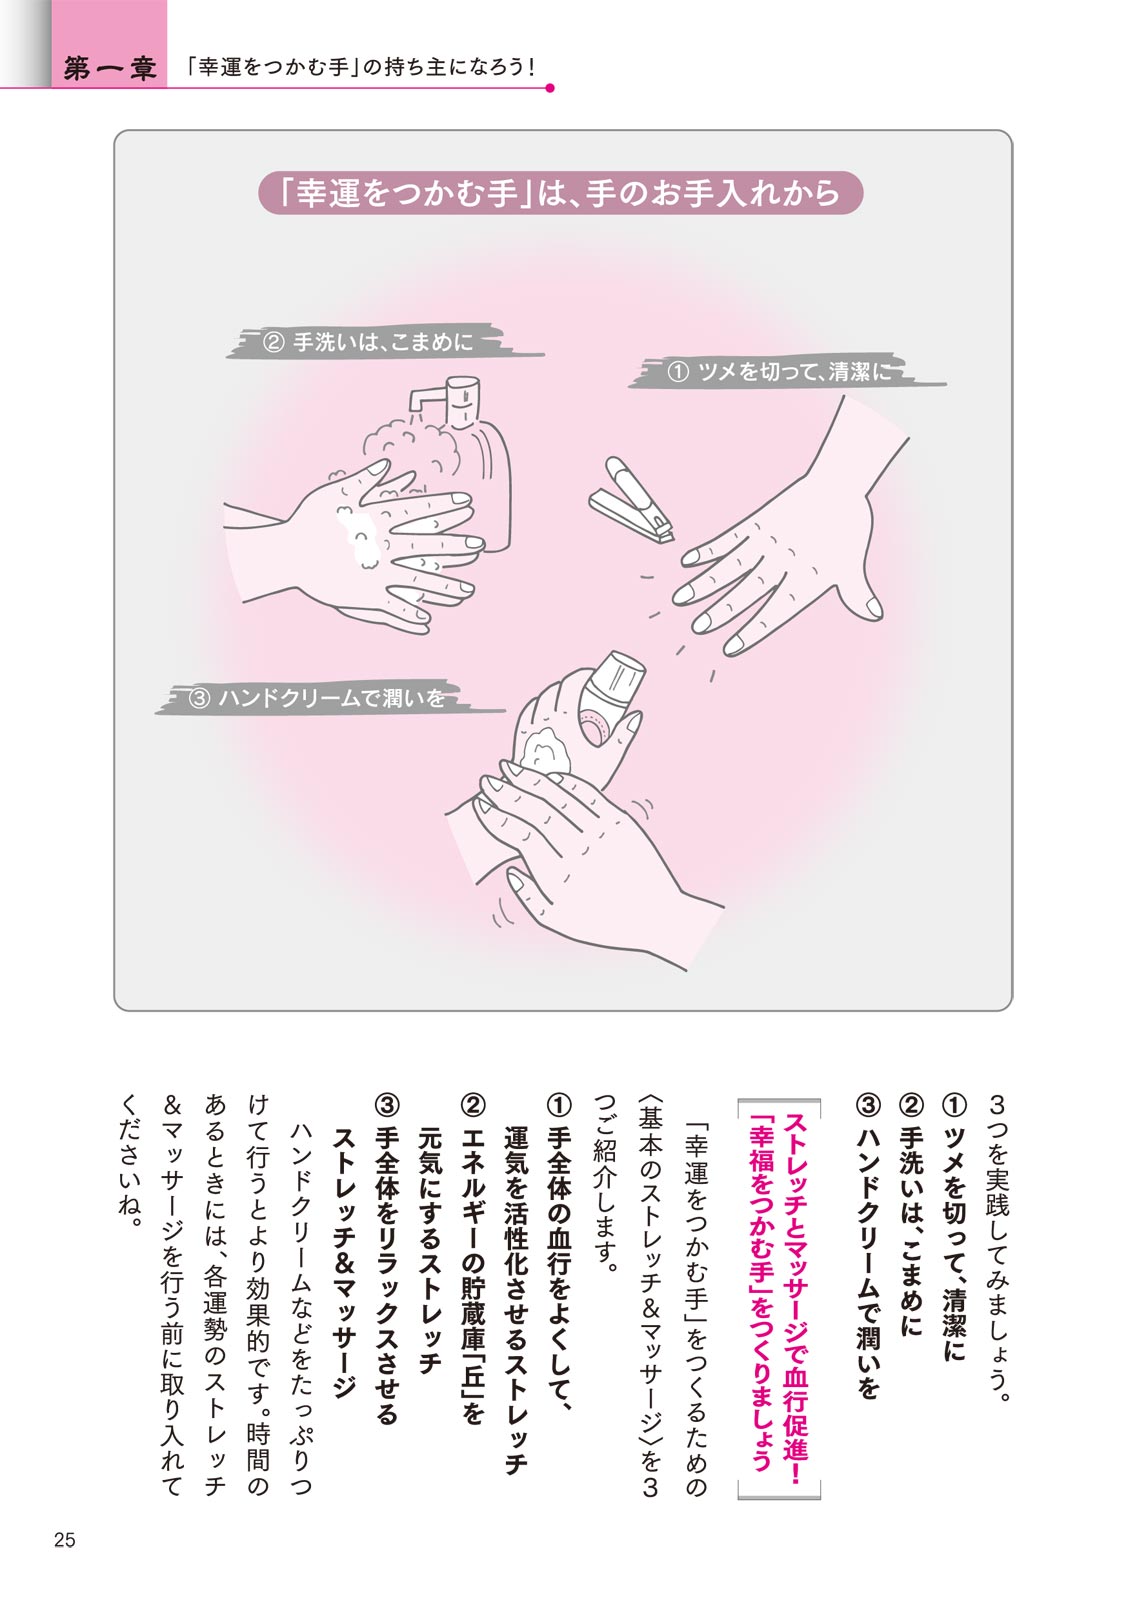 第一章
「幸運をつかむ手」の持ち主になろう！
「幸運をつかむ手」は、手のお手入れから
① ツメを切って、清潔に
② 手洗いは、こまめに
③ ハンドクリームで潤いを
3つを実践してみましょう。
① ツメを切って、清潔に
② 手洗いは、こまめに
③ ハンドクリームで潤いを
ストレッチとマッサージで血行促進！
「幸福をつかむ手」をつくりましょう
「幸運をつかむ手」をつくるための
〈基本のストレッチ＆マッサージ〉を3
つご紹介します。
① 手全体の血行をよくして、
運気を活性化させるストレッチ
② エネルギーの貯蔵庫「丘」を
元気にするストレッチ
③ 手全体をリラックスさせる
ストレッチ＆マッサージ
ハンドクリームなどをたっぷりつ
けて行うとより効果的です。時間の
あるときには、各運勢のストレッチ
＆マッサージを行う前に取り入れて
くださいね。
25